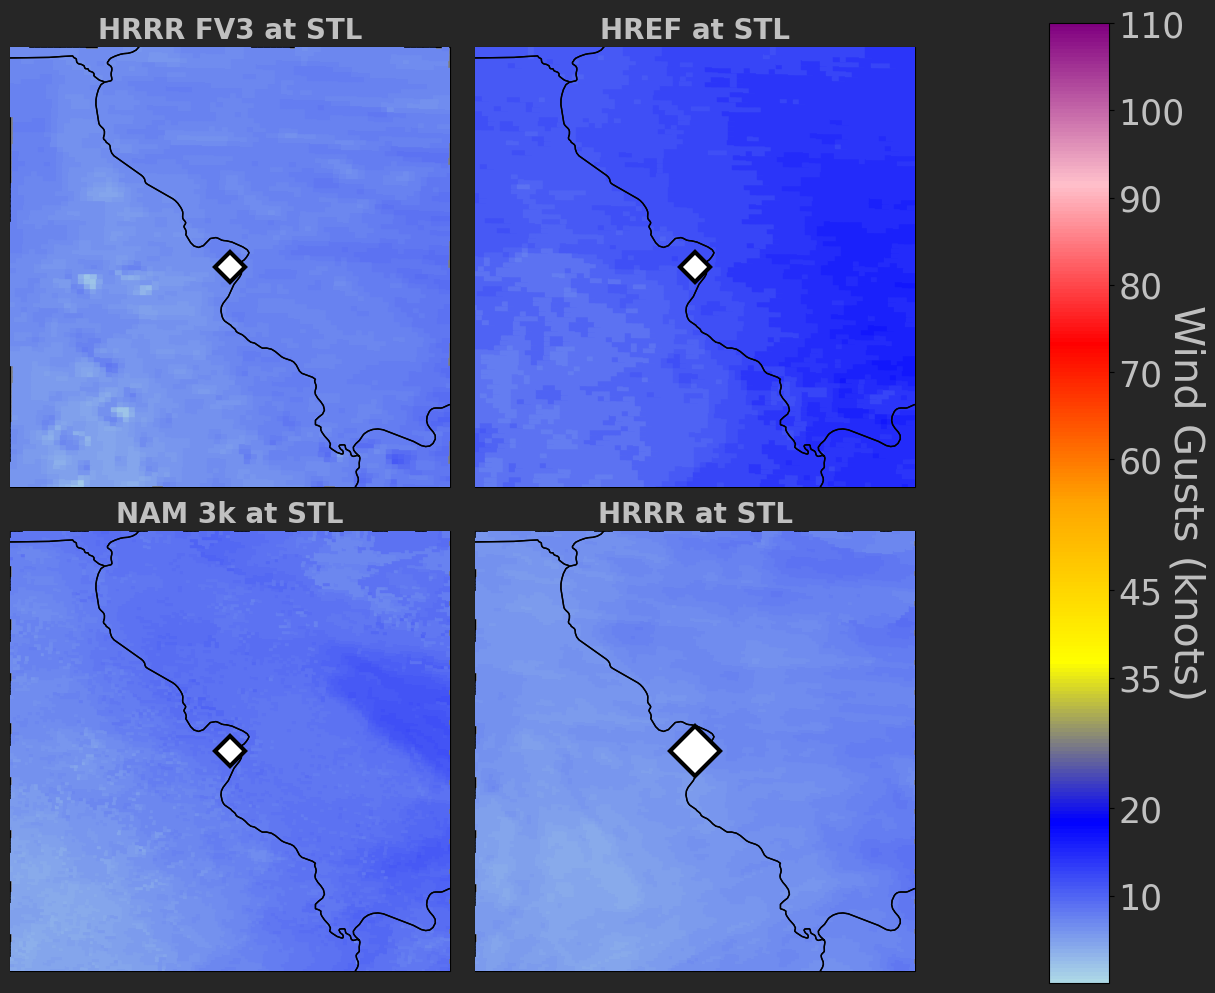 HRRR FV3 at STL
HREF at STL
NAM 3k at STL
HRRR at STL
110
100
90
80
70
60
45
35
20
10
Wind Gusts (knots)